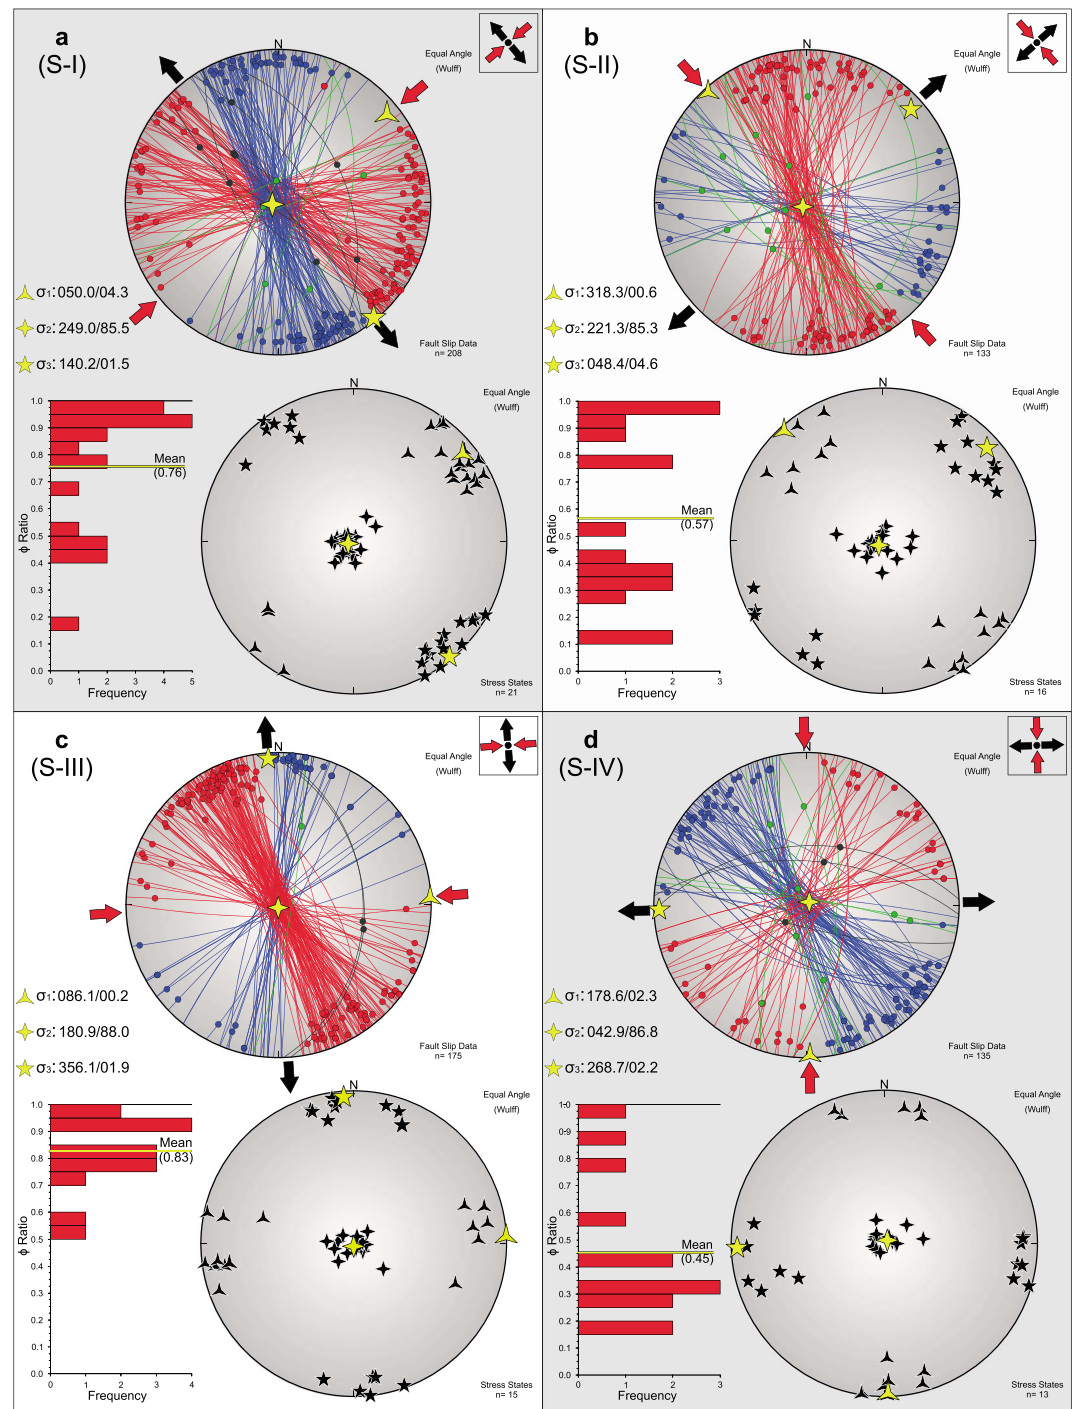 a
(S-I)
N
Equal Angle
(Wulff)
σ1:050.0/04.3
σ2:249.0/85.5
σ3:140.2/01.5
Fault Slip Data
n= 208
N
Equal Angle
(Wulff)
1.0
0.9
0.8
0.7
0.6
0.5
0.4
0.3
0.2
0.1
0.0
ϕ Ratio
Mean
(0.76)
0 1 2 3 4 5
Frequency
Stress States
n= 21
b
(S-II)
N
Equal Angle
(Wulff)
σ1:318.3/00.6
σ2:221.3/85.3
σ3:048.4/04.6
Fault Slip Data
n= 133
N
Equal Angle
(Wulff)
1.0
0.9
0.8
0.7
0.6
0.5
0.4
0.3
0.2
0.1
0.0
ϕ Ratio
Mean
(0.57)
0 1 2 3
Frequency
Stress States
n= 16
c
(S-III)
N
Equal Angle
(Wulff)
σ1:086.1/00.2
σ2:180.9/88.0
σ3:356.1/01.9
Fault Slip Data
n= 175
N
Equal Angle
(Wulff)
1.0
0.9
0.8
0.7
0.6
0.5
0.4
0.3
0.2
0.1
0.0
ϕ Ratio
Mean
(0.83)
0 1 2 3 4
Frequency
Stress States
n= 15
d
(S-IV)
N
Equal Angle
(Wulff)
σ1:178.6/02.3
σ2:042.9/86.8
σ3:268.7/02.2
Fault Slip Data
n= 135
N
Equal Angle
(Wulff)
1.0
0.9
0.8
0.7
0.6
0.5
0.4
0.3
0.2
0.1
0.0
ϕ Ratio
Mean
(0.45)
0 1 2 3
Frequency
Stress States
n= 13